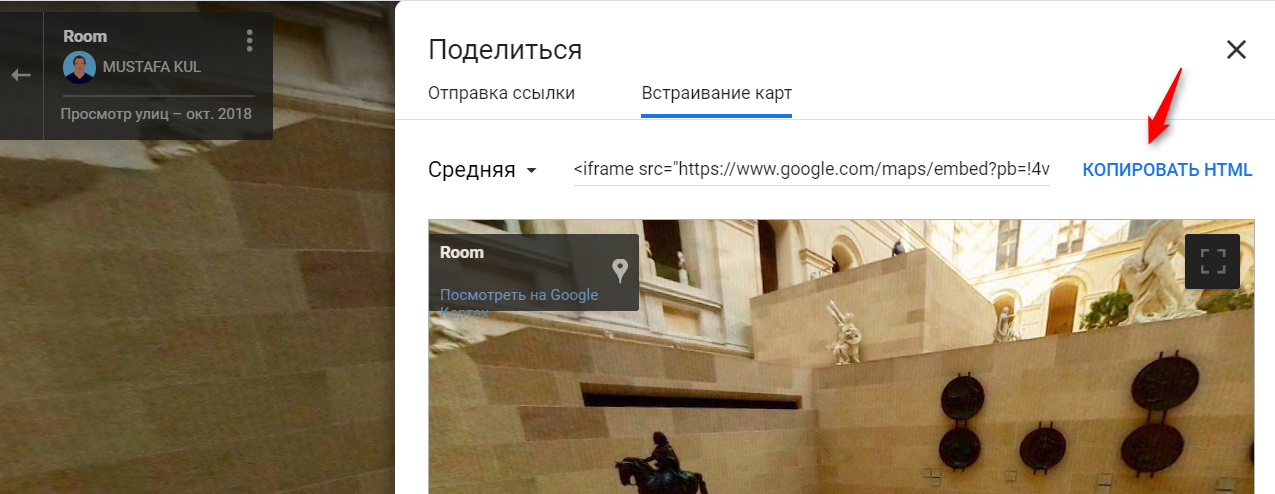 Room
MUSTAFA KUL
Просмотр улиц – окт. 2018
Поделиться
Отправка ссылки
Встраивание карт
Средняя
<iframe src="https://www.google.com/maps/embed?pb=!4v
КОПИРОВАТЬ HTML
Room
Посмотреть на Google
Картах